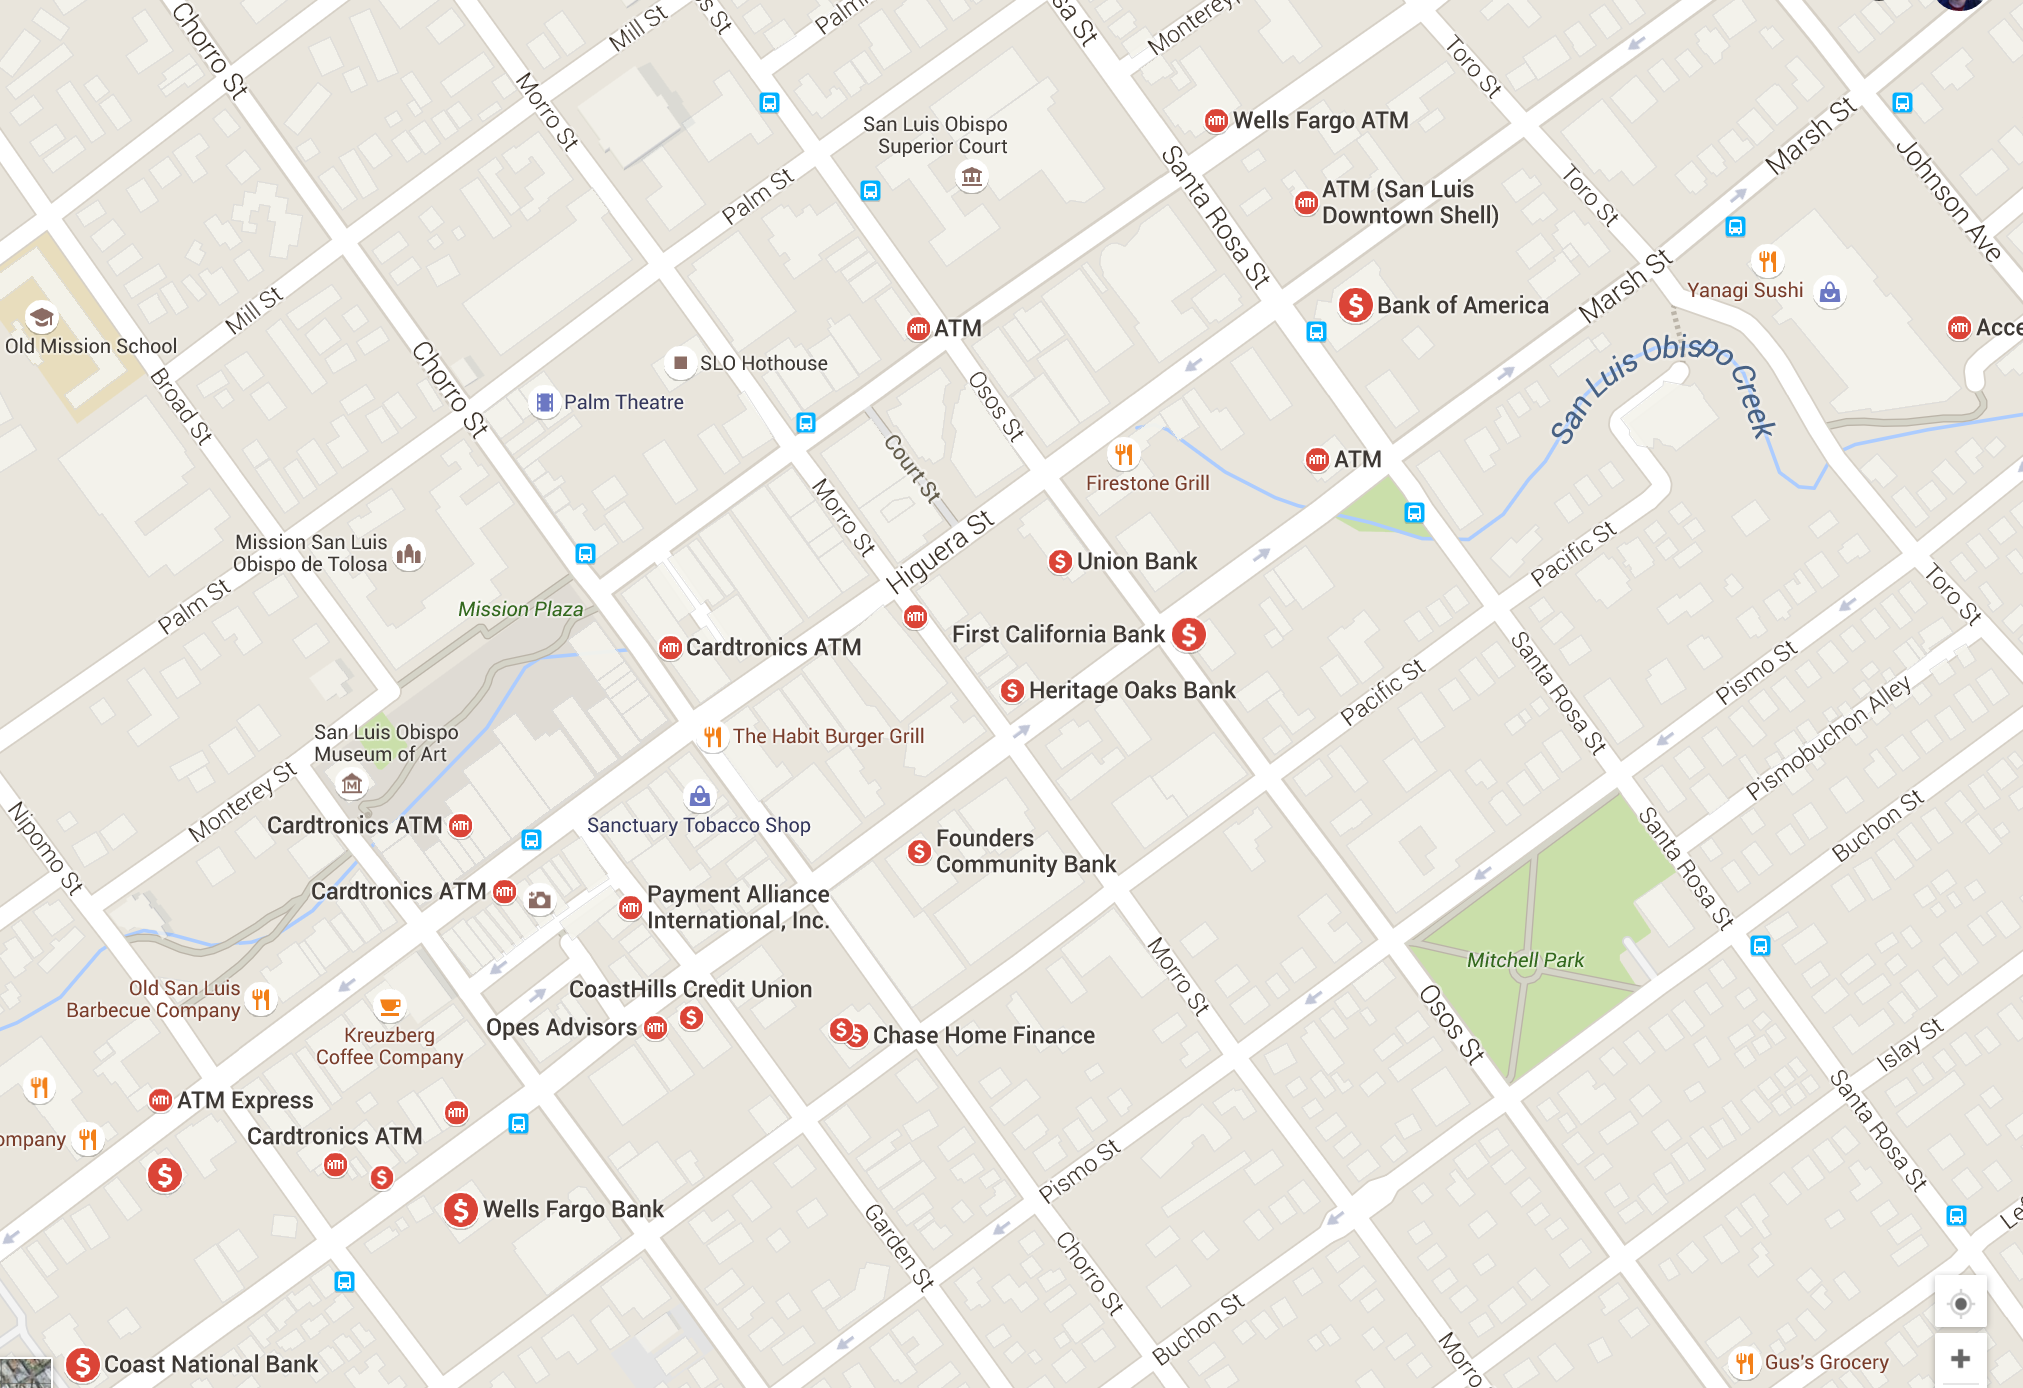 Chorro St
Mill St
Palm
Monterey
Toro St
Morro St
Wells Fargo ATM
San Luis Obispo
Superior Court
Marsh St
Johnson Ave
Santa Rosa St
ATM (San Luis
Downtown Shell)
Toro St
Palm St
Yanagi Sushi
Marsh St
Bank of America
Mill St
Old Mission School
ATM
SLO Hothouse
Palm Theatre
San Luis Obispo Creek
Chorro St
Broad St
Osos St
Court St
ATM
Firestone Grill
Morro St
Higuera St
Mission San Luis
Obispo de Tolosa
Union Bank
Pacific St
Palm St
Mission Plaza
Toro St
First California Bank
Cardtronics ATM
Heritage Oaks Bank
Pacific St
Santa Rosa St
Pismo St
Pismobuchon Alley
San Luis Obispo
Museum of Art
The Habit Burger Grill
Monterey St
Nipomo St
Cardtronics ATM
Sanctuary Tobacco Shop
Founders
Community Bank
Santa Rosa St
Buchon St
Cardtronics ATM
Payment Alliance
International, Inc.
Mitchell Park
Morro St
Old San Luis
Barbecue Company
CoastHills Credit Union
Opes Advisors
Chase Home Finance
Osos St
Kreuzberg
Coffee Company
Islay St
ATM Express
Cardtronics ATM
ompany
Santa Rosa St
Pismo St
Wells Fargo Bank
Garden St
Chorro St
Buchon St
Morro
Coast National Bank
Gus's Grocery